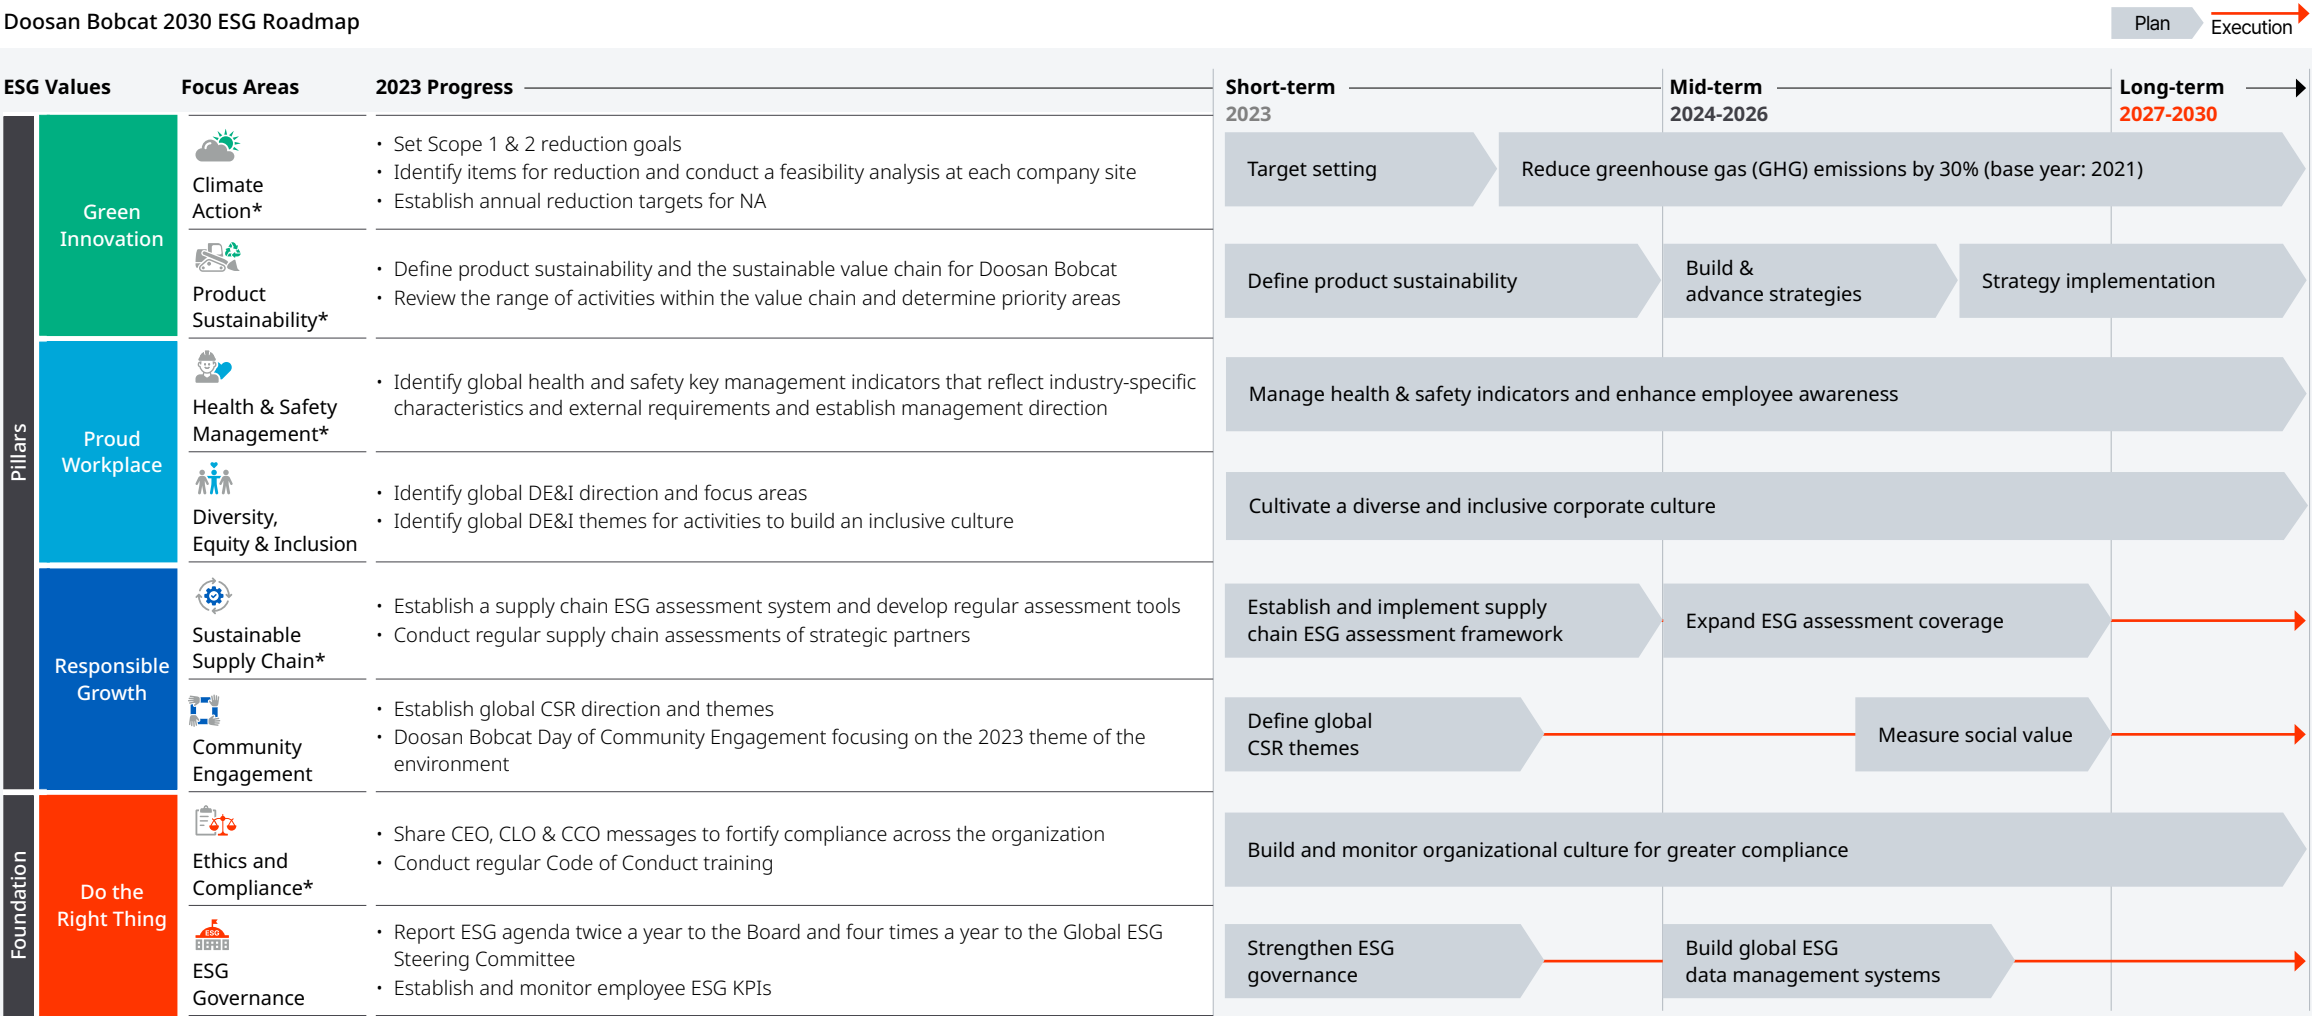 Doosan Bobcat 2030 ESG Roadmap
Plan
Execution
ESG Values
Focus Areas
2023 Progress
Short-term
2023
Mid-term
2024-2026
Long-term
2027-2030
Pillars
Green
Innovation
Climate
Action*
• Set Scope 1 & 2 reduction goals
• Identify items for reduction and conduct a feasibility analysis at each company site
• Establish annual reduction targets for NA
Target setting
Reduce greenhouse gas (GHG) emissions by 30% (base year: 2021)
Product
Sustainability*
• Define product sustainability and the sustainable value chain for Doosan Bobcat
• Review the range of activities within the value chain and determine priority areas
Define product sustainability
Build &
advance strategies
Strategy implementation
Proud
Workplace
Health & Safety
Management*
• Identify global health and safety key management indicators that reflect industry-specific
characteristics and external requirements and establish management direction
Manage health & safety indicators and enhance employee awareness
Diversity,
Equity & Inclusion
• Identify global DE&I direction and focus areas
• Identify global DE&I themes for activities to build an inclusive culture
Cultivate a diverse and inclusive corporate culture
Responsible
Growth
Sustainable
Supply Chain*
• Establish a supply chain ESG assessment system and develop regular assessment tools
• Conduct regular supply chain assessments of strategic partners
Establish and implement supply
chain ESG assessment framework
Expand ESG assessment coverage
Community
Engagement
• Establish global CSR direction and themes
• Doosan Bobcat Day of Community Engagement focusing on the 2023 theme of the
environment
Define global
CSR themes
Measure social value
Foundation
Do the
Right Thing
Ethics and
Compliance*
• Share CEO, CLO & CCO messages to fortify compliance across the organization
• Conduct regular Code of Conduct training
Build and monitor organizational culture for greater compliance
ESG
ESG
Governance
• Report ESG agenda twice a year to the Board and four times a year to the Global ESG
Steering Committee
• Establish and monitor employee ESG KPIs
Strengthen ESG
governance
Build global ESG
data management systems